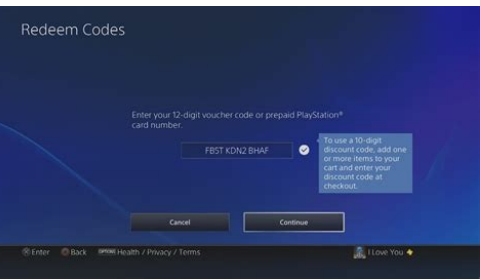 Redeem Codes
Enter your 12-digit voucher code or prepaid PlayStation®
card number.
FB5T KDN2 BHAF
To use a 10-digit
discount code, add one
or more items to your
cart and enter your
discount code at
checkout.
Cancel
Continue
Enter Back OPTIONS Health / Privacy / Terms
I Love You